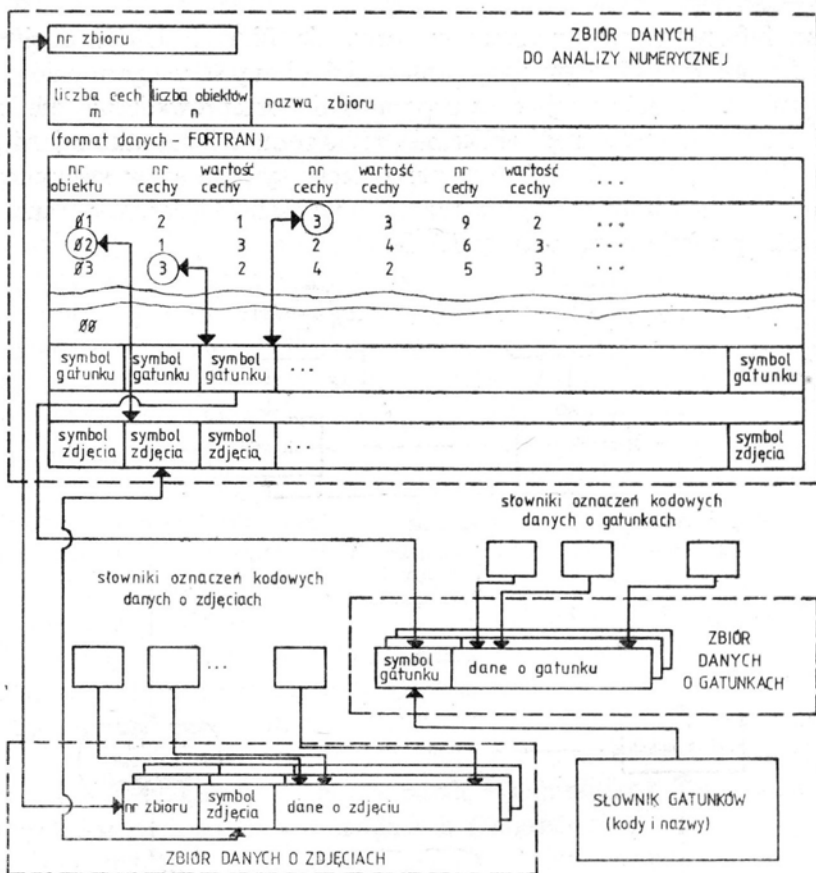 nr zbioru
ZBIÓR DANYCH
DO ANALIZY NUMERYCZNEJ
liczba cech
m
liczba obiektów
n
nazwa zbioru
(format danych - FORTRAN)
nr obiektu
nr cechy
wartość cechy
nr cechy
wartość cechy
nr cechy
wartość cechy
...
Ø1 2 1 3 3 9 2 ...
Ø2 1 3 2 4 6 3 ...
Ø3 3 2 4 2 5 3 ...
ØØ
symbol gatunku
symbol gatunku
symbol gatunku
...
symbol gatunku
symbol zdjęcia
symbol zdjęcia
symbol zdjęcia
...
symbol zdjęcia
słowniki oznaczeń kodowych
danych o gatunkach
słowniki oznaczeń kodowych
danych o zdjęciach
...
symbol gatunku
dane o gatunku
ZBIÓR
DANYCH
O GATUNKACH
nr zbioru
symbol zdjęcia
dane o zdjęciu
ZBIÓR DANYCH O ZDJĘCIACH
SŁOWNIK GATUNKÓW
(kody i nazwy)